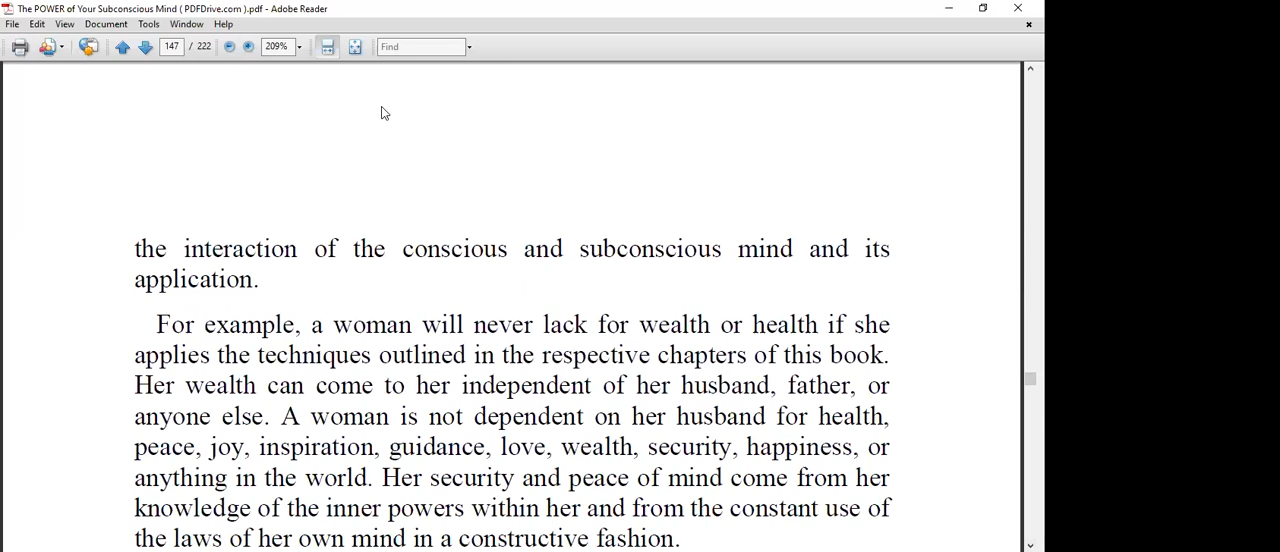 The POWER of Your Subconscious Mind ( PDFDrive.com ).pdf - Adobe Reader
File Edit View Document Tools Window Help
147 / 222 209% Find
the interaction of the conscious and subconscious mind and its
application.
For example, a woman will never lack for wealth or health if she
applies the techniques outlined in the respective chapters of this book.
Her wealth can come to her independent of her husband, father, or
anyone else. A woman is not dependent on her husband for health,
peace, joy, inspiration, guidance, love, wealth, security, happiness, or
anything in the world. Her security and peace of mind come from her
knowledge of the inner powers within her and from the constant use of
the laws of her own mind in a constructive fashion.